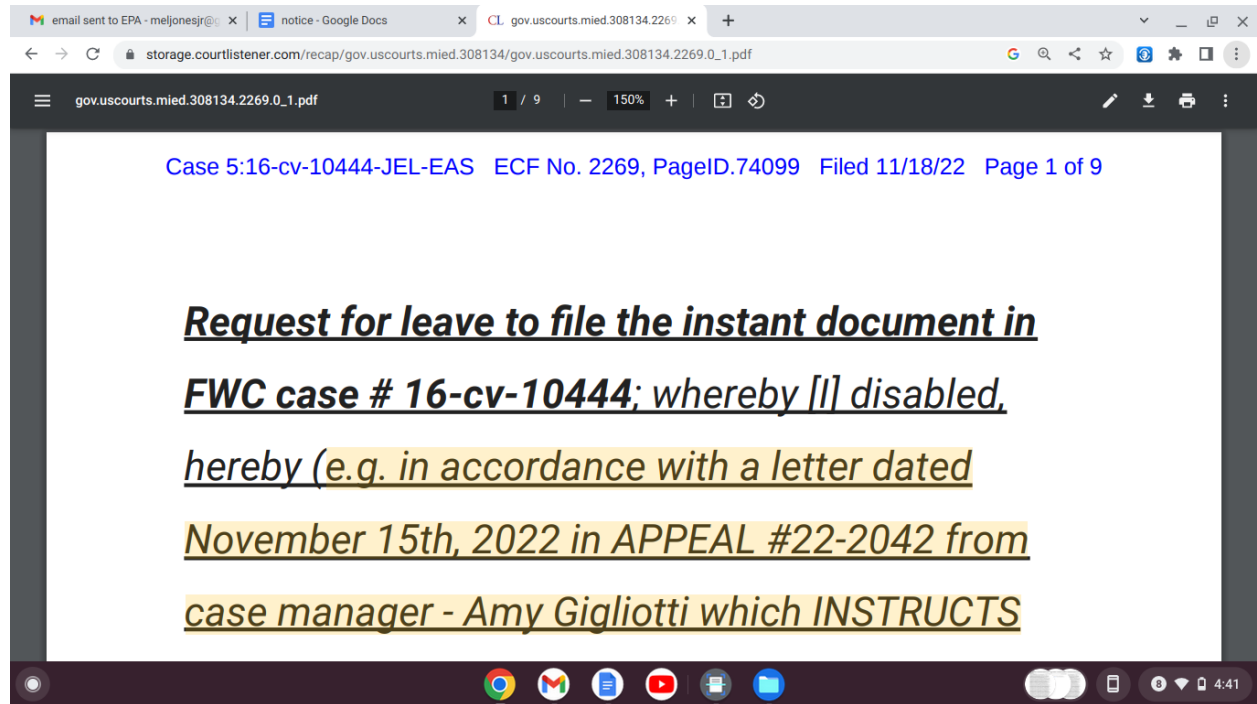 email sent to EPA - meljonesjr@g
notice - Google Docs
CL gov.uscourts.mied.308134.2269
storage.courtlistener.com/recap/gov.uscourts.mied.308134/gov.uscourts.mied.308134.2269.0_1.pdf
gov.uscourts.mied.308134.2269.0_1.pdf
1 / 9
150%
Case 5:16-cv-10444-JEL-EAS ECF No. 2269, PageID.74099 Filed 11/18/22 Page 1 of 9
Request for leave to file the instant document in
FWC case # 16-cv-10444; whereby [I] disabled,
hereby (e.g. in accordance with a letter dated
November 15th, 2022 in APPEAL #22-2042 from
case manager - Amy Gigliotti which INSTRUCTS
8 4:41